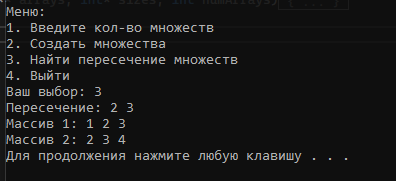 Меню:
1. Введите кол-во множеств
2. Создать множества
3. Найти пересечение множеств
4. Выйти
Ваш выбор: 3
Пересечение: 2 3
Массив 1: 1 2 3
Массив 2: 2 3 4
Для продолжения нажмите любую клавишу . . .